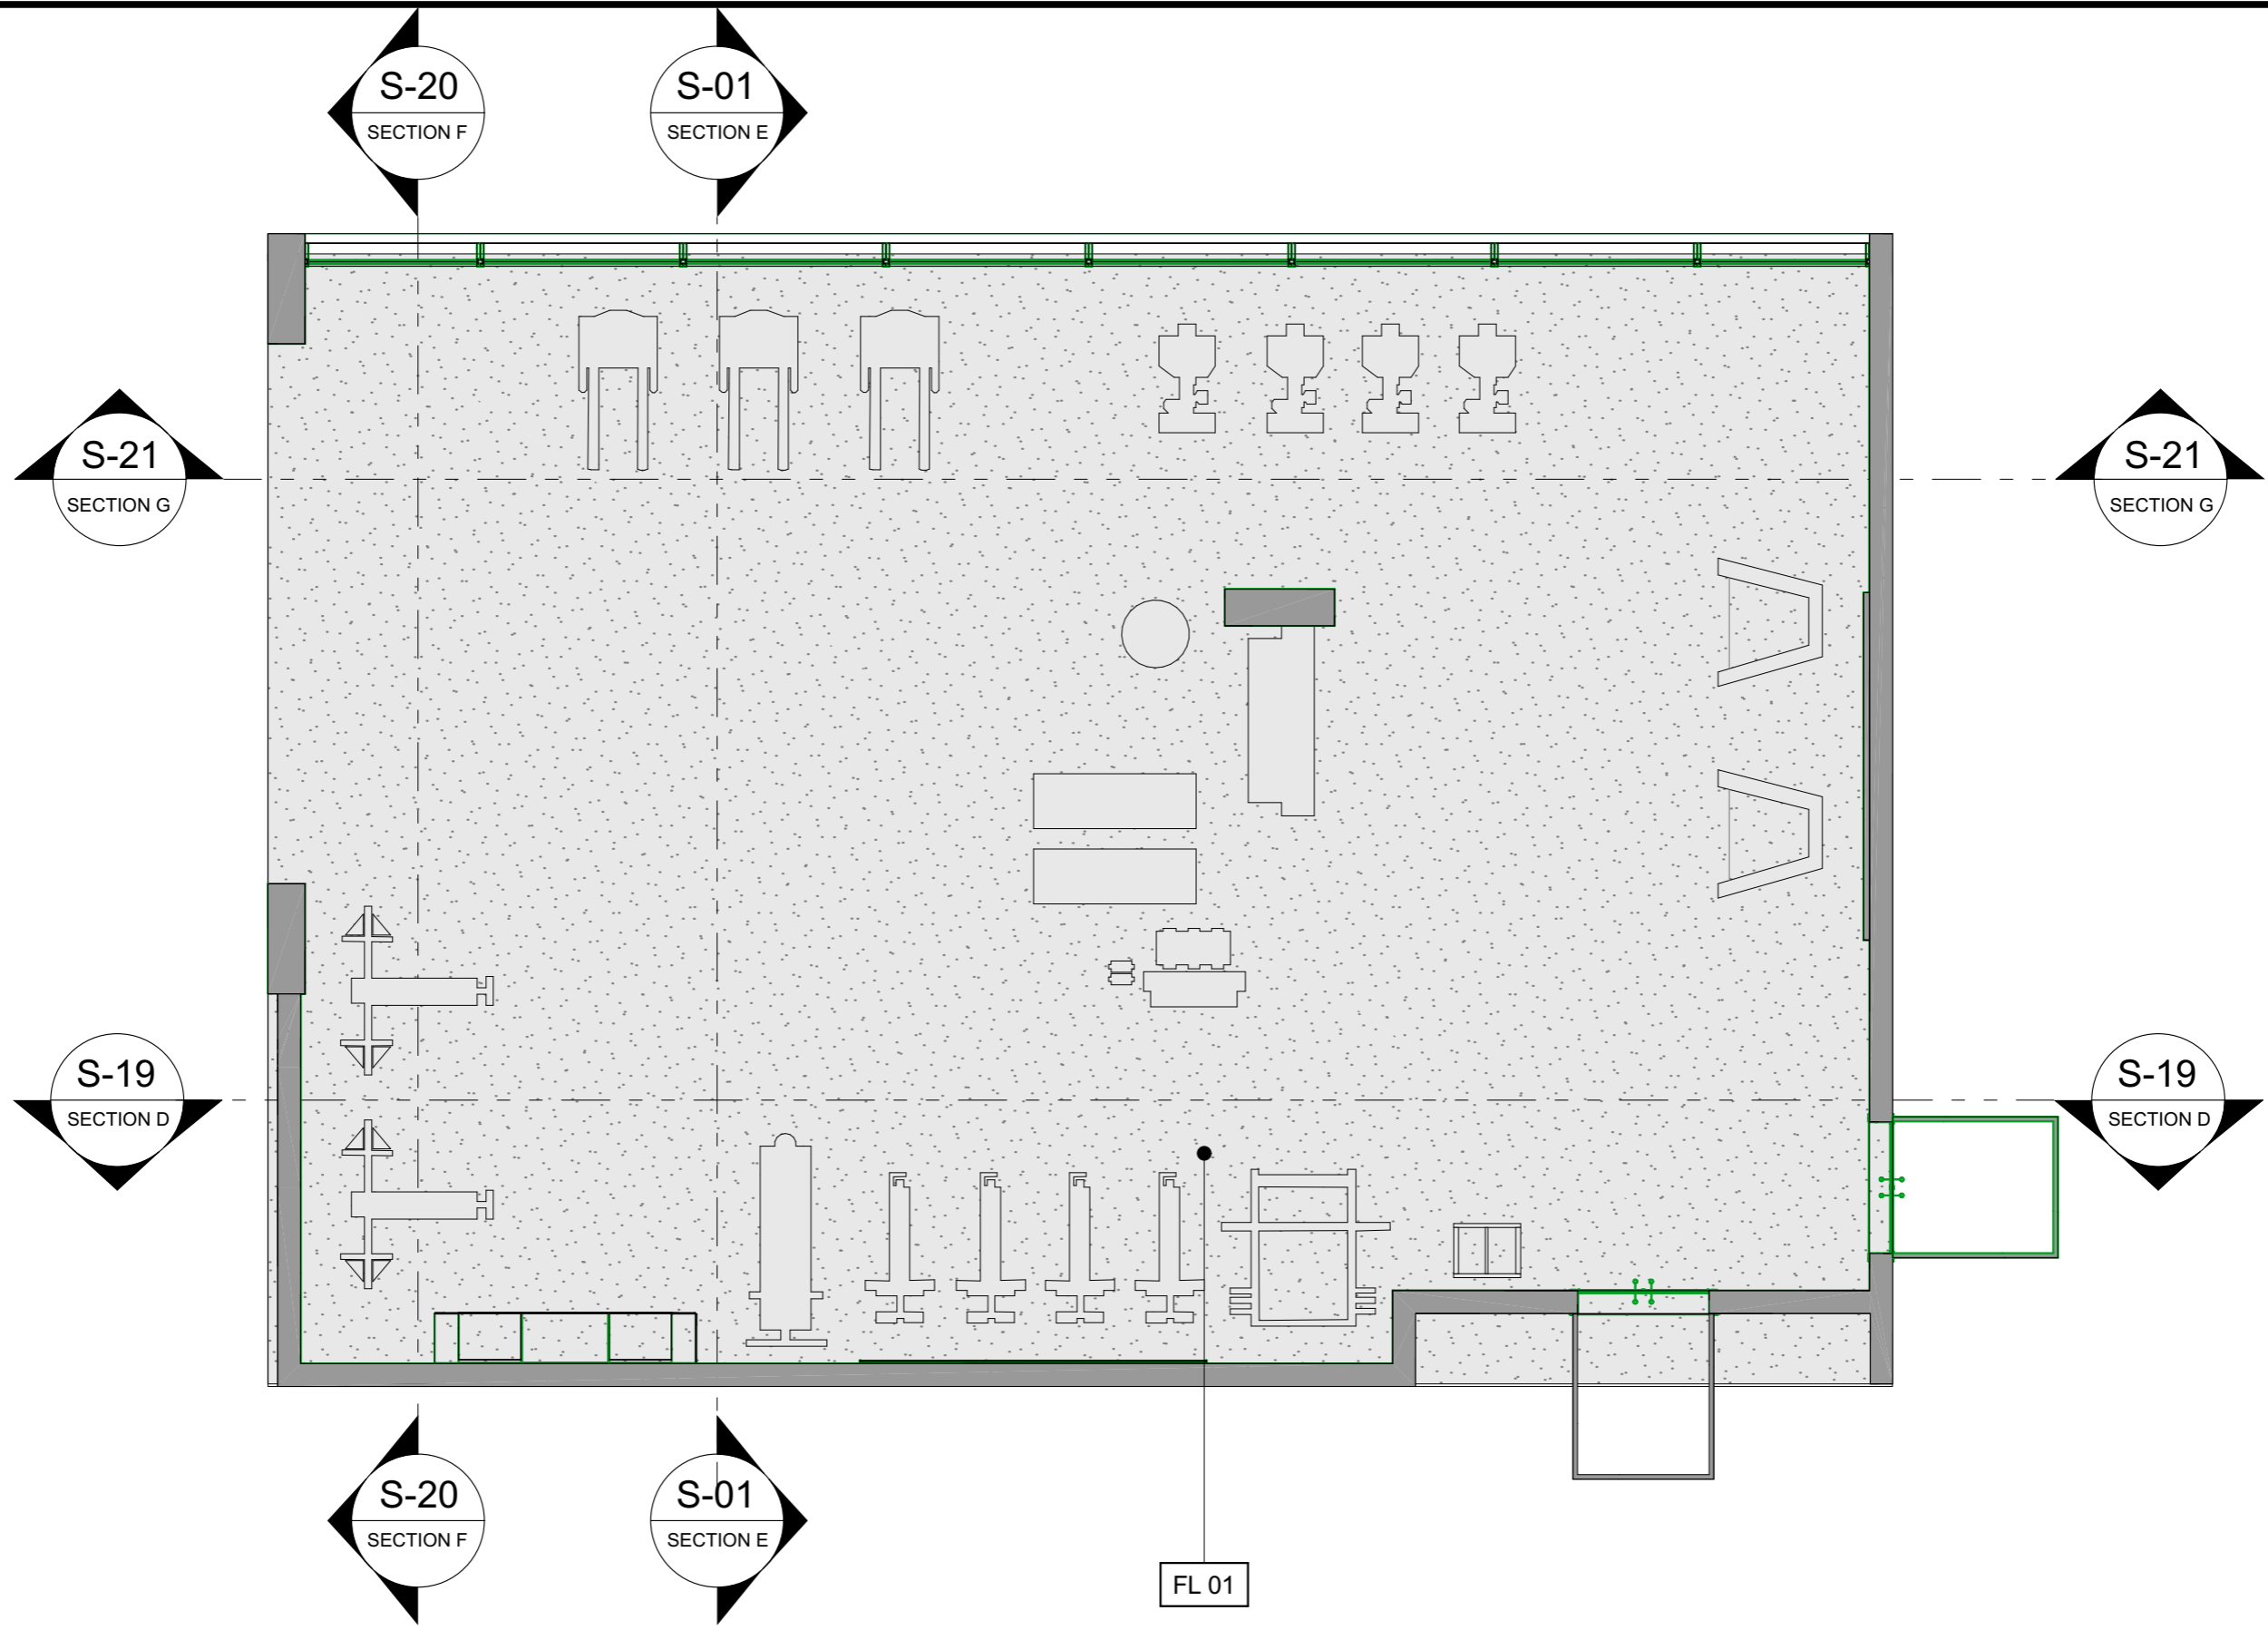 S-20
SECTION F
S-01
SECTION E
S-21
SECTION G
S-21
SECTION G
S-19
SECTION D
S-19
SECTION D
S-20
SECTION F
S-01
SECTION E
FL 01